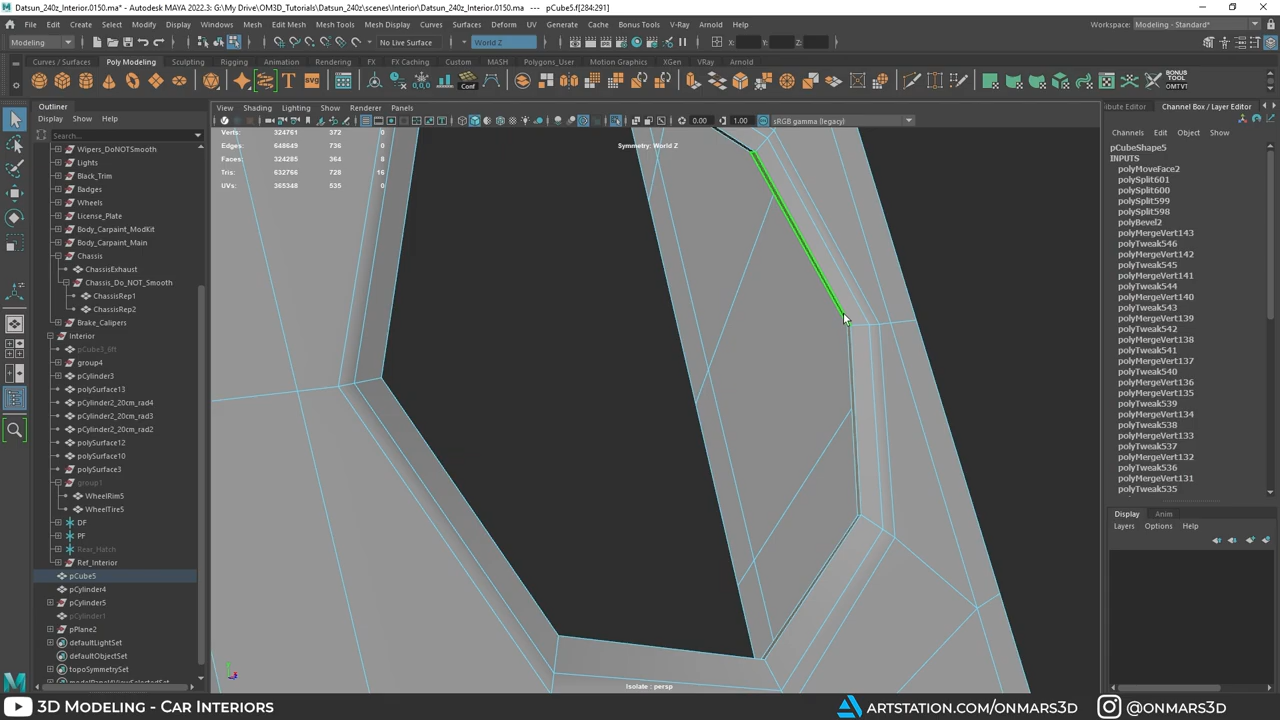 Datsun_240z_Interior.0150.ma* - Autodesk MAYA 2022.3: G:\My Drive\OM3D_Tutorials\Datsun_240z\scenes\Interior\Datsun_240z_Interior.0150.ma --- pCube5.f[284:291]
File Edit Create Select Modify Display Windows Mesh Edit Mesh Mesh Tools Mesh Display Curves Surfaces Deform UV Generate Cache Bonus Tools V-Ray Arnold Help Workspace: Modeling - Standard*
Modeling No Live Surface World Z X: Y: Z:
Curves / Surfaces Poly Modeling Sculpting Rigging Animation Rendering FX FX Caching Custom MASH Polygons_User Motion Graphics XGen VRay Arnold
Outliner
Display Show Help
Search...
Wipers_DoNOTSmooth
Lights
Black_Trim
Badges
Wheels
License_Plate
Body_Carpaint_ModKit
Body_Carpaint_Main
Chassis
ChassisExhaust
Chassis_Do_NOT_Smooth
ChassisRep1
ChassisRep2
Brake_Calipers
Interior
pCube3_6ft
group4
pCylinder3
polySurface13
pCylinder2_20cm_rad4
pCylinder2_20cm_rad3
pCylinder2_20cm_rad2
polySurface12
polySurface10
polySurface3
group1
WheelRim5
WheelTire5
DF
PF
Rear_Hatch
Ref_Interior
pCube5
pCylinder4
pCylinder5
pCylinder1
pPlane2
defaultLightSet
defaultObjectSet
topoSymmetrySet
modelPanel4ViewSelectedSet
View Shading Lighting Show Renderer Panels
0.00 1.00 sRGB gamma (legacy)
Verts: 324761 372 0
Edges: 648649 736 0
Faces: 324285 364 8
Tris: 632766 728 16
UVs: 365348 535 0
Symmetry: World Z
Isolate : persp
bute Editor Channel Box / Layer Editor
Channels Edit Object Show
pCubeShape5
INPUTS
polyMoveFace2
polySplit601
polySplit600
polySplit599
polySplit598
polyBevel2
polyMergeVert143
polyTweak546
polyMergeVert142
polyTweak545
polyMergeVert141
polyTweak544
polyMergeVert140
polyTweak543
polyMergeVert139
polyTweak542
polyMergeVert138
polyTweak541
polyMergeVert137
polyTweak540
polyMergeVert136
polyMergeVert135
polyTweak539
polyMergeVert134
polyTweak538
polyMergeVert133
polyTweak537
polyMergeVert132
polyTweak536
polyMergeVert131
polyTweak535
Display Anim
Layers Options Help
3D MODELING - CAR INTERIORS
ARTSTATION.COM/ONMARS3D
@ONMARS3D